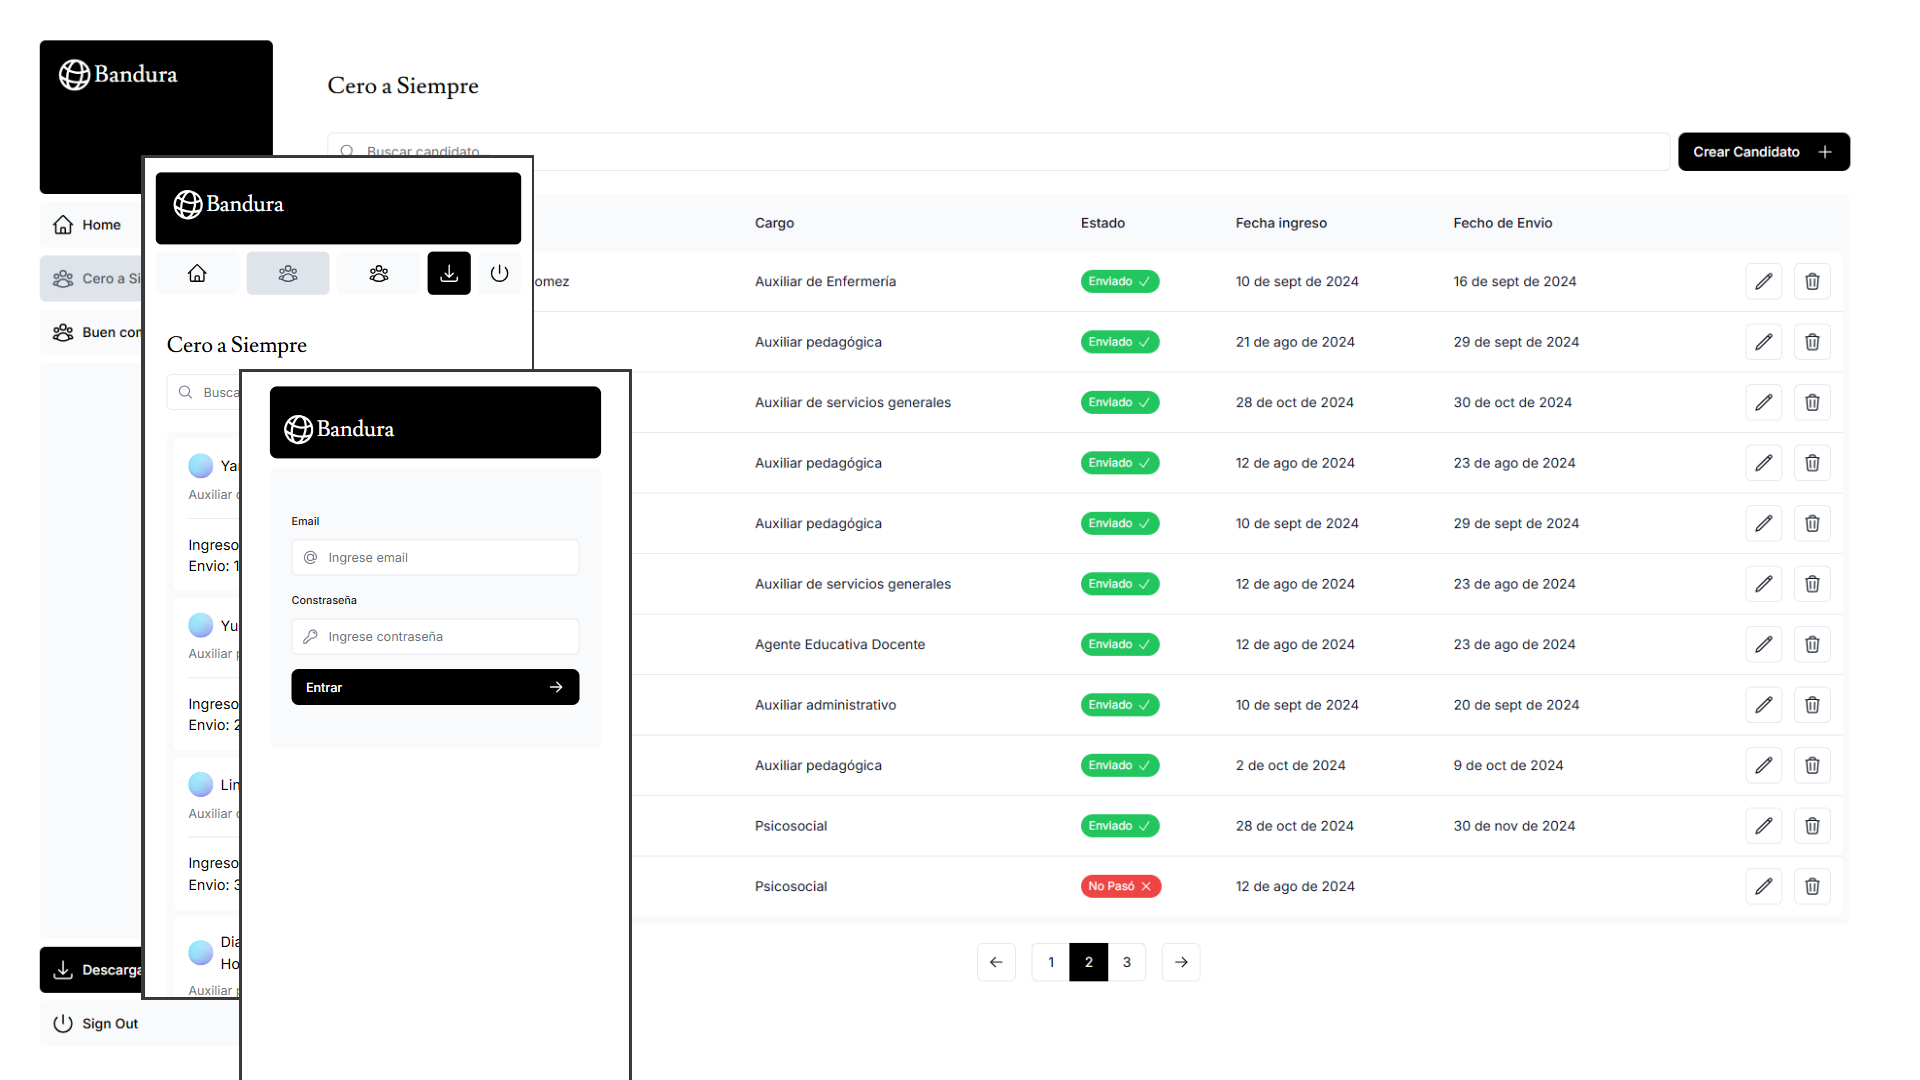 Bandura
Home
Cero a Si
Buen con
Descarga
Sign Out
Cero a Siempre
Buscar candidato
Crear Candidato
Cargo Estado Fecha ingreso Fecho de Envio
omez Auxiliar de Enfermería Enviado 10 de sept de 2024 16 de sept de 2024
Auxiliar pedagógica Enviado 21 de ago de 2024 29 de sept de 2024
Auxiliar de servicios generales Enviado 28 de oct de 2024 30 de oct de 2024
Auxiliar pedagógica Enviado 12 de ago de 2024 23 de ago de 2024
Auxiliar pedagógica Enviado 10 de sept de 2024 29 de sept de 2024
Auxiliar de servicios generales Enviado 12 de ago de 2024 23 de ago de 2024
Agente Educativa Docente Enviado 12 de ago de 2024 23 de ago de 2024
Auxiliar administrativo Enviado 10 de sept de 2024 20 de sept de 2024
Auxiliar pedagógica Enviado 2 de oct de 2024 9 de oct de 2024
Psicosocial Enviado 28 de oct de 2024 30 de nov de 2024
Psicosocial No Pasó 12 de ago de 2024
1 2 3
Bandura
Cero a Siempre
Busca
Yar
Auxiliar
Ingreso
Envio: 1
Yu
Auxiliar
Ingreso
Envio: 2
Lin
Auxiliar
Ingreso
Envio: 3
Dia
Ho
Auxiliar
Bandura
Email
Ingrese email
Constraseña
Ingrese contraseña
Entrar